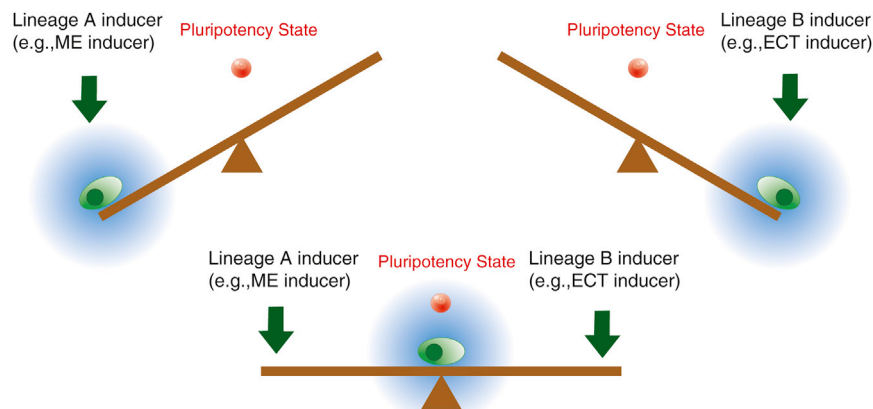 Lineage A inducer
(e.g.,ME inducer)
Pluripotency State
Pluripotency State
Lineage B inducer
(e.g.,ECT inducer)
Lineage A inducer
(e.g.,ME inducer)
Pluripotency State
Lineage B inducer
(e.g.,ECT inducer)